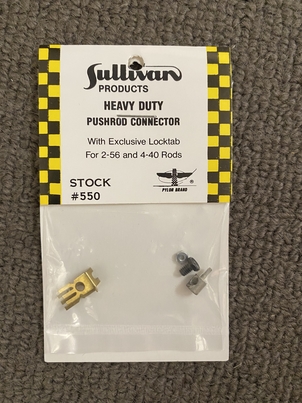 Sullivan
PRODUCTS
HEAVY DUTY
PUSHROD CONNECTOR
With Exclusive Locktab
For 2-56 and 4-40 Rods
STOCK
#550
®
PYLON BRAND